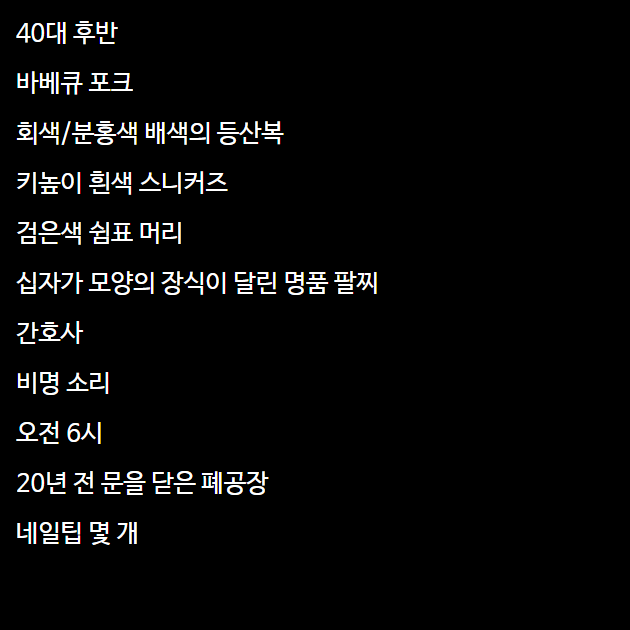 40대 후반
바베큐 포크
회색/분홍색 배색의 등산복
키높이 흰색 스니커즈
검은색 쉼표 머리
십자가 모양의 장식이 달린 명품 팔찌
간호사
비명 소리
오전 6시
20년 전 문을 닫은 폐공장
네일팁 몇 개